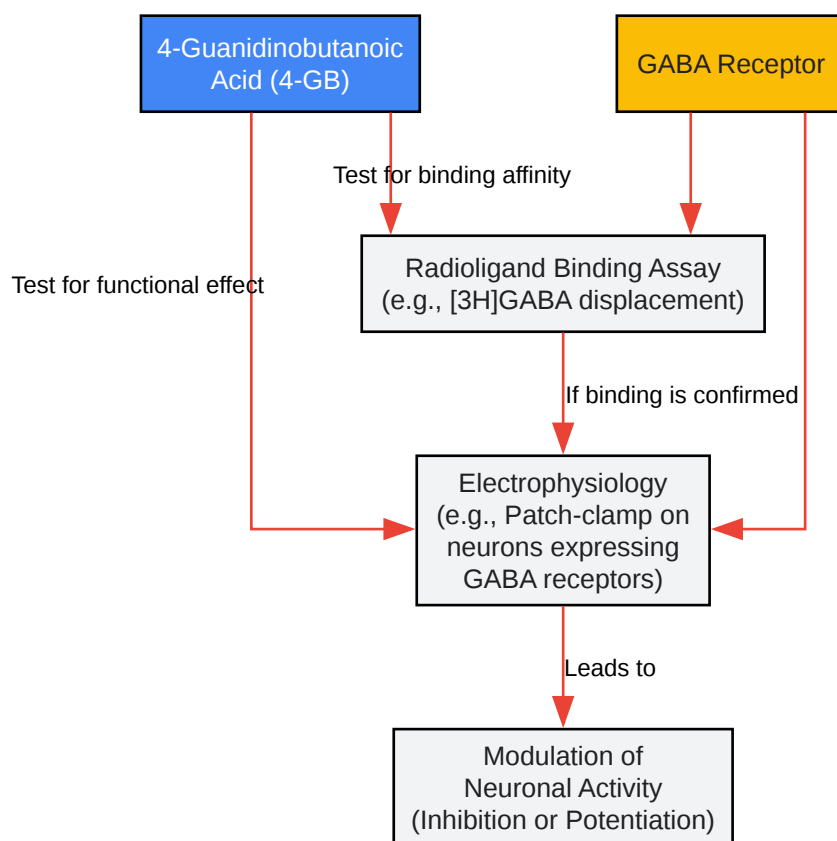 4-Guanidinobutanoic
Acid (4-GB)
GABA Receptor
Test for binding affinity
Radioligand Binding Assay
(e.g., [3H]GABA displacement)
Test for functional effect
If binding is confirmed
Electrophysiology
(e.g., Patch-clamp on
neurons expressing
GABA receptors)
Leads to
Modulation of
Neuronal Activity
(Inhibition or Potentiation)